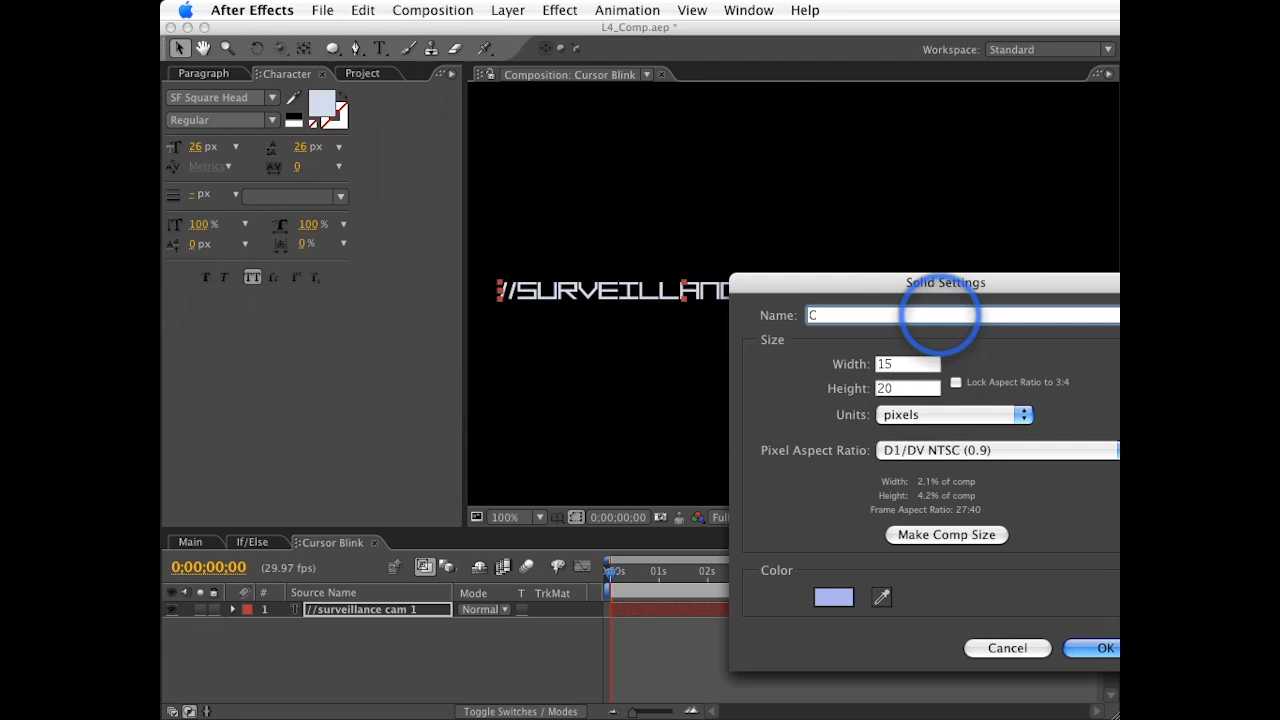 After Effects File Edit Composition Layer Effect Animation View Window Help
L4_Comp.aep *
Workspace: Standard
Paragraph Character Project
Composition: Cursor Blink
SF Square Head
Regular
26 px 26 px
Metrics 0
- px
100 % 100 %
0 px 0 %
T T TT Tr T¹ T₁
//SURVEILLAND
Solid Settings
Name: C
Size
Width: 15
Height: 20
Lock Aspect Ratio to 3:4
Units: pixels
Pixel Aspect Ratio: D1/DV NTSC (0.9)
Width: 2.1% of comp
Height: 4.2% of comp
Frame Aspect Ratio: 27:40
Make Comp Size
Color
Cancel OK
100% 0;00;00;00 Full
Main If/Else Cursor Blink
0;00;00;00 (29.97 fps)
00s 01s 02s
# Source Name Mode T TrkMat
1 T //surveillance cam 1 Normal
Toggle Switches / Modes